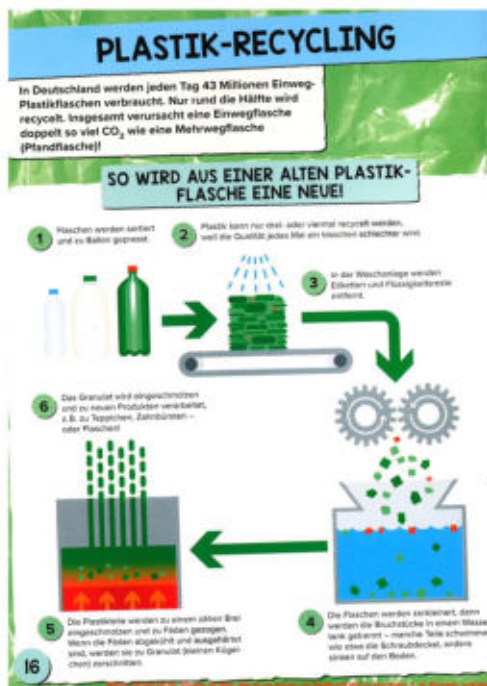 PLASTIK-RECYCLING
In Deutschland werden jeden Tag 43 Millionen Einweg-
Plastikflaschen verbraucht. Nur rund die Hälfte wird
recycelt. Insgesamt verursacht eine Einwegflasche
doppelt so viel CO₂ wie eine Mehrwegflasche
(Pfandflasche)!
SO WIRD AUS EINER ALTEN PLASTIK-
FLASCHE EINE NEUE!
1
Flaschen werden sortiert
und zu Ballen gepresst.
2
Plastik kann nur drei- oder viermal recycelt werden,
weil die Qualität jedes Mal ein bisschen schlechter wird.
3
In der Waschanlage werden
Etiketten und Flüssigkeitsreste
entfernt.
6
Das Granulat wird eingeschmolzen
und zu neuen Produkten verarbeitet,
z.B. zu Teppichen, Zahnbürsten –
oder Flaschen!
5
Die Plastikteile werden zu einem dicken Brei
eingeschmolzen und zu Fäden gezogen.
Wenn die Fäden abgekühlt und ausgehärtet
sind, werden sie zu Granulat (kleinen Kügel-
chen) zerschnitten.
4
Die Flaschen werden zerkleinert, dann
werden die Bruchstücke in einem Wasser
tank getrennt – manche Teile schwimmen
wie etwa die Schraubdeckel, andere
sinken auf den Boden.
16